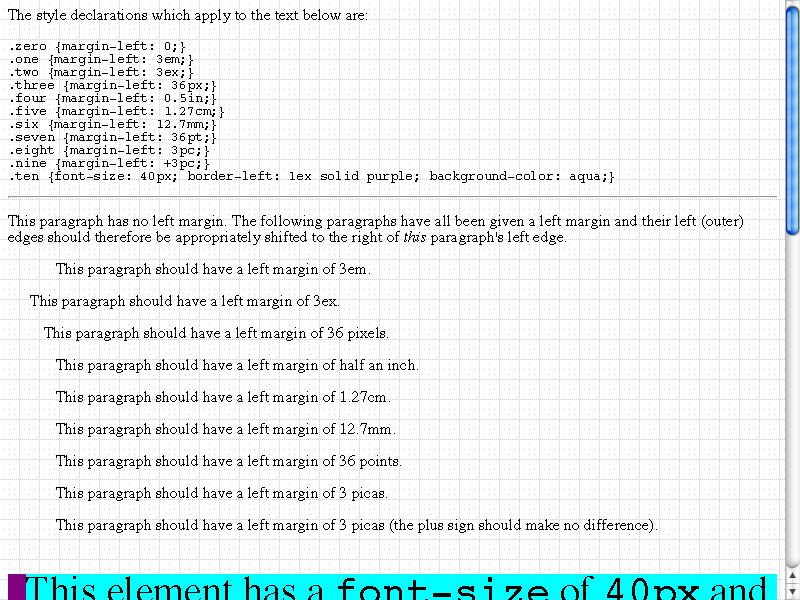 The style declarations which apply to the text below are:
.zero {margin-left: 0;}
.one {margin-left: 3em;}
.two {margin-left: 3ex;}
.three {margin-left: 36px;}
.four {margin-left: 0.5in;}
.five {margin-left: 1.27cm;}
.six {margin-left: 12.7mm;}
.seven {margin-left: 36pt;}
.eight {margin-left: 3pc;}
.nine {margin-left: +3pc;}
.ten {font-size: 40px; border-left: 1ex solid purple; background-color: aqua;}
This paragraph has no left margin. The following paragraphs have all been given a left margin and their left (outer)
edges should therefore be appropriately shifted to the right of this paragraph's left edge.
This paragraph should have a left margin of 3em.
This paragraph should have a left margin of 3ex.
This paragraph should have a left margin of 36 pixels.
This paragraph should have a left margin of half an inch.
This paragraph should have a left margin of 1.27cm.
This paragraph should have a left margin of 12.7mm.
This paragraph should have a left margin of 36 points.
This paragraph should have a left margin of 3 picas.
This paragraph should have a left margin of 3 picas (the plus sign should make no difference).
This element has a font-size of 40px and